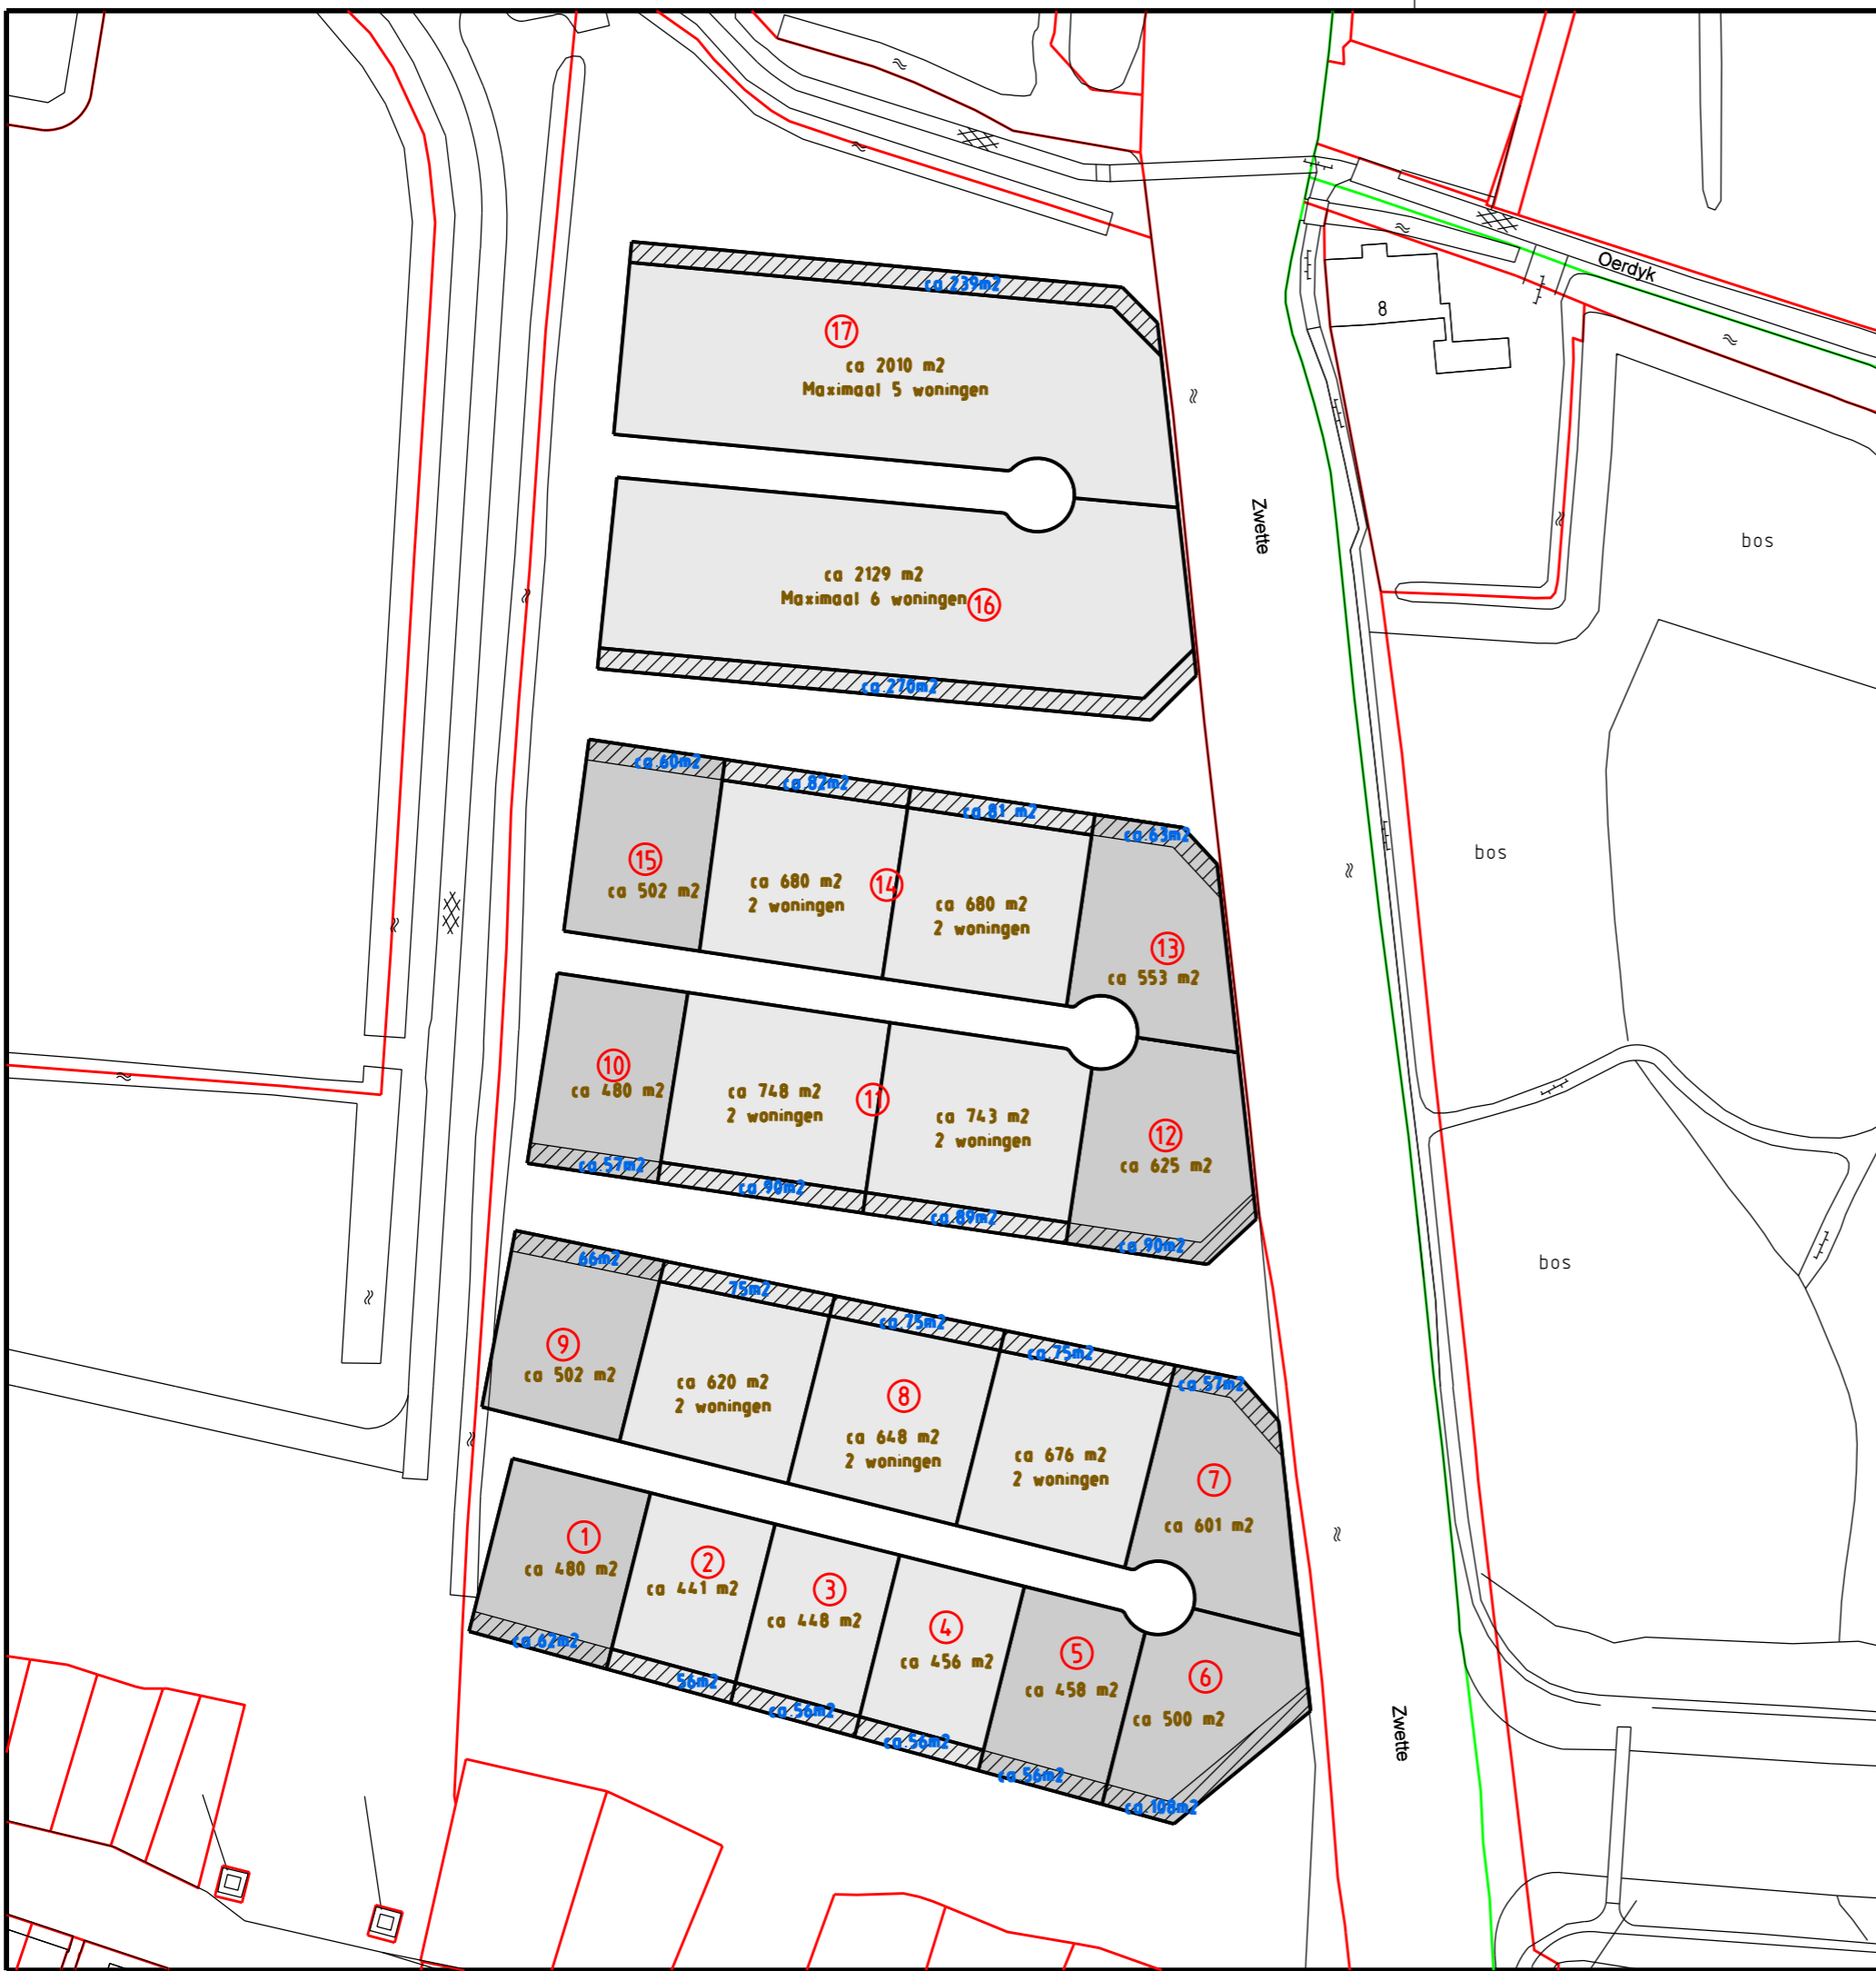 Oerdyk
8
ca 239m2
17
ca 2010 m2
Maximaal 5 woningen
Zwette
bos
ca 2129 m2
Maximaal 6 woningen
16
ca 270m2
ca 60m2
ca 82m2
ca 81 m2
ca 63m2
15
ca 502 m2
ca 680 m2
2 woningen
14
ca 680 m2
2 woningen
13
ca 553 m2
bos
10
ca 480 m2
ca 748 m2
2 woningen
11
ca 743 m2
2 woningen
12
ca 625 m2
ca 57m2
ca 90m2
ca 89m2
ca 90m2
bos
66m2
75m2
ca 75m2
ca 75m2
ca 57m2
9
ca 502 m2
ca 620 m2
2 woningen
8
ca 648 m2
2 woningen
ca 676 m2
2 woningen
7
ca 601 m2
1
ca 480 m2
2
ca 441 m2
3
ca 448 m2
4
ca 456 m2
5
ca 458 m2
6
ca 500 m2
ca 62m2
56m2
ca 56m2
ca 56m2
ca 56m2
ca 108m2
Zwette